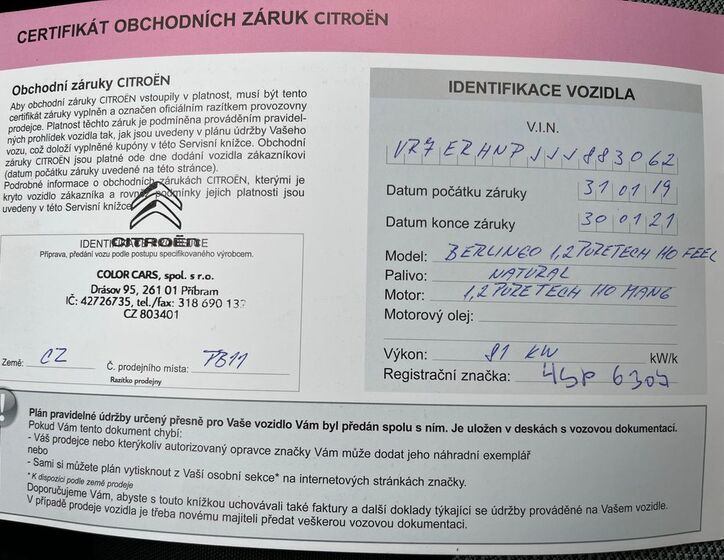 CERTIFIKÁT OBCHODNÍCH ZÁRUK CITROËN
Obchodní záruky CITROËN
Aby obchodní záruky CITROËN vstoupily v platnost, musí být tento
certifikát záruky vyplněn a označen oficiálním razítkem provozovny
prodejce. Platnost těchto záruk je podmíněna prováděním pravidel-
ných prohlídek vozidla tak, jak jsou uvedeny v plánu údržby Vašeho
vozu, což doloží vyplněné kupóny v této Servisní knížce. Obchodní
záruky CITROËN jsou platné ode dne dodání vozidla zákazníkovi
(datum počátku záruky uvedené na této stránce).
Podrobné informace o obchodních zárukách CITROËN, kterými je
kryto vozidlo zákazníka a rovněž podmínky jejich platnosti jsou
uvedeny v této Servisní knížce
CITROËN
Příprava, předání vozu podle postupu specifikovaného výrobcem.
COLOR CARS, spol. s r.o.
Drásov 95, 261 01 Příbram
IČ: 42726735, tel./fax: 318 690 13
CZ 803401
Země: CZ Č. prodejního místa: PB11
Razítko prodejny
IDENTIFIKACE VOZIDLA
V.I.N.
VR7ERHNPJJJ883062
Datum počátku záruky 31 01 19
Datum konce záruky 30 01 21
Model: BERLINGO 1,2 PURETECH 110 FEEL
Palivo: NATURAL
Motor: 1,2 PURETECH 110 MAN6
Motorový olej:
Výkon: 81 KW kW/k
Registrační značka: 4SP 6307
Plán pravidelné údržby určený přesně pro Vaše vozidlo Vám byl předán spolu s ním. Je uložen v deskách s vozovou dokumentací.
Pokud Vám tento dokument chybí:
- Váš prodejce nebo kterýkoliv autorizovaný opravce značky Vám může dodat jeho náhradní exemplář
nebo
- Sami si můžete plán vytisknout z Vaší osobní sekce* na internetových stránkách značky.
* K dispozici podle země prodeje
Doporučujeme Vám, abyste s touto knížkou uchovávali také faktury a další doklady týkající se údržby prováděné na Vašem vozidle.
V případě prodeje vozidla je třeba novému majiteli předat veškerou vozovou dokumentaci.